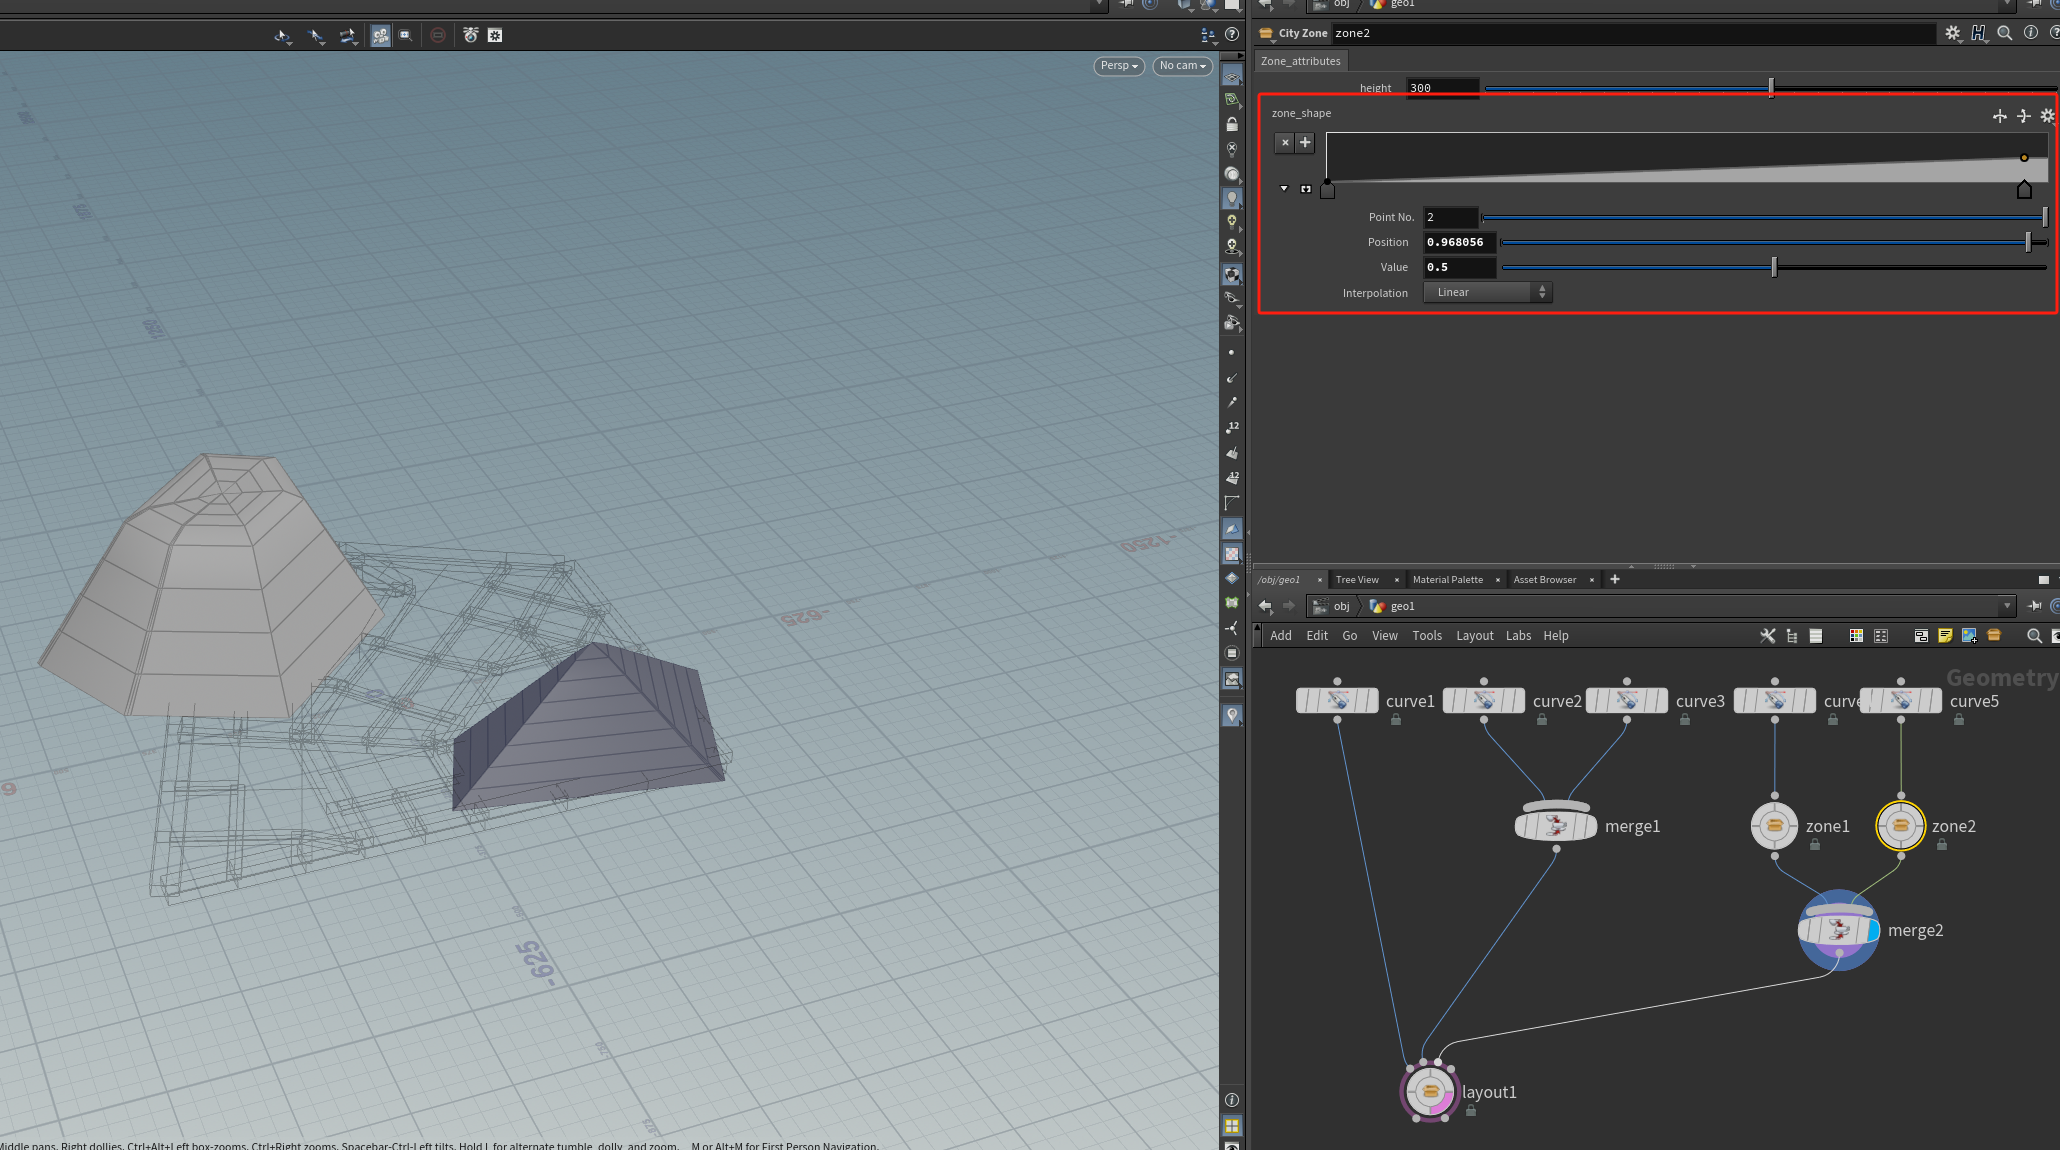 Persp
No cam
-1250
-625
-625
Middle pans. Right dollies. Ctrl+Alt+Left box-zooms. Ctrl+Right zooms. Spacebar-Ctrl-Left tilts. Hold L for alternate tumble, dolly, and zoom. M or Alt+M for First Person Navigation.
obj geo1
City Zone zone2
Zone_attributes
height 300
zone_shape
Point No. 2
Position 0.968056
Value 0.5
Interpolation Linear
/obj/geo1 Tree View Material Palette Asset Browser
obj geo1
Add Edit Go View Tools Layout Labs Help
Geometry
curve1 curve2 curve3 curve curve5
merge1 zone1 zone2
merge2
layout1
12
12